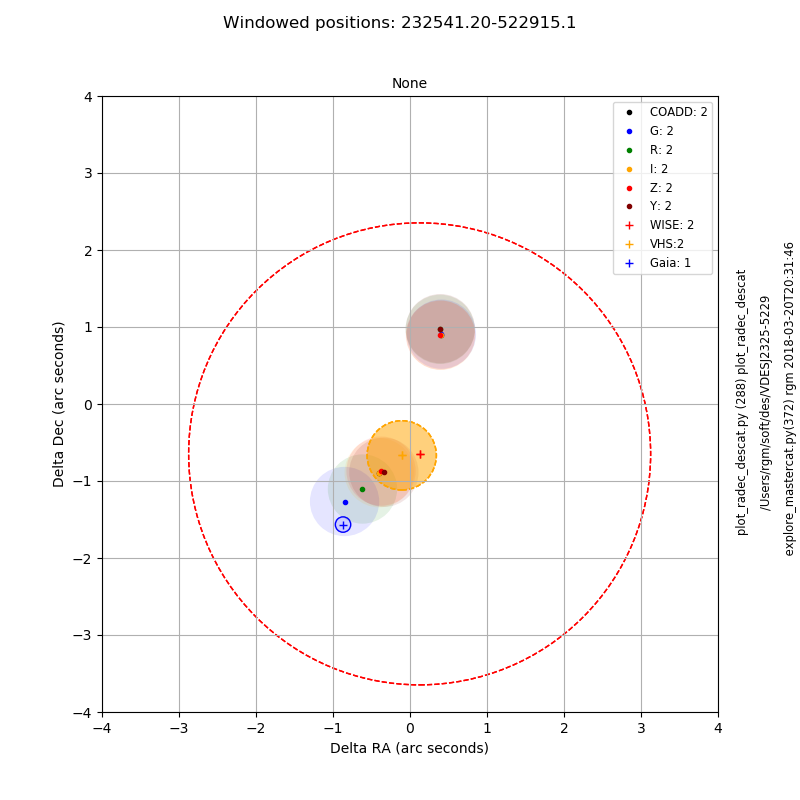 Windowed positions: 232541.20-522915.1
None
COADD: 2
G: 2
R: 2
I: 2
Z: 2
Y: 2
WISE: 2
VHS:2
Gaia: 1
4
3
2
1
0
−1
−2
−3
−4
−4
−3
−2
−1
0
1
2
3
4
Delta RA (arc seconds)
Delta Dec (arc seconds)
plot_radec_descat.py (288) plot_radec_descat
/Users/rgm/soft/des/VDESJ2325-5229
explore_mastercat.py(372) rgm 2018-03-20T20:31:46